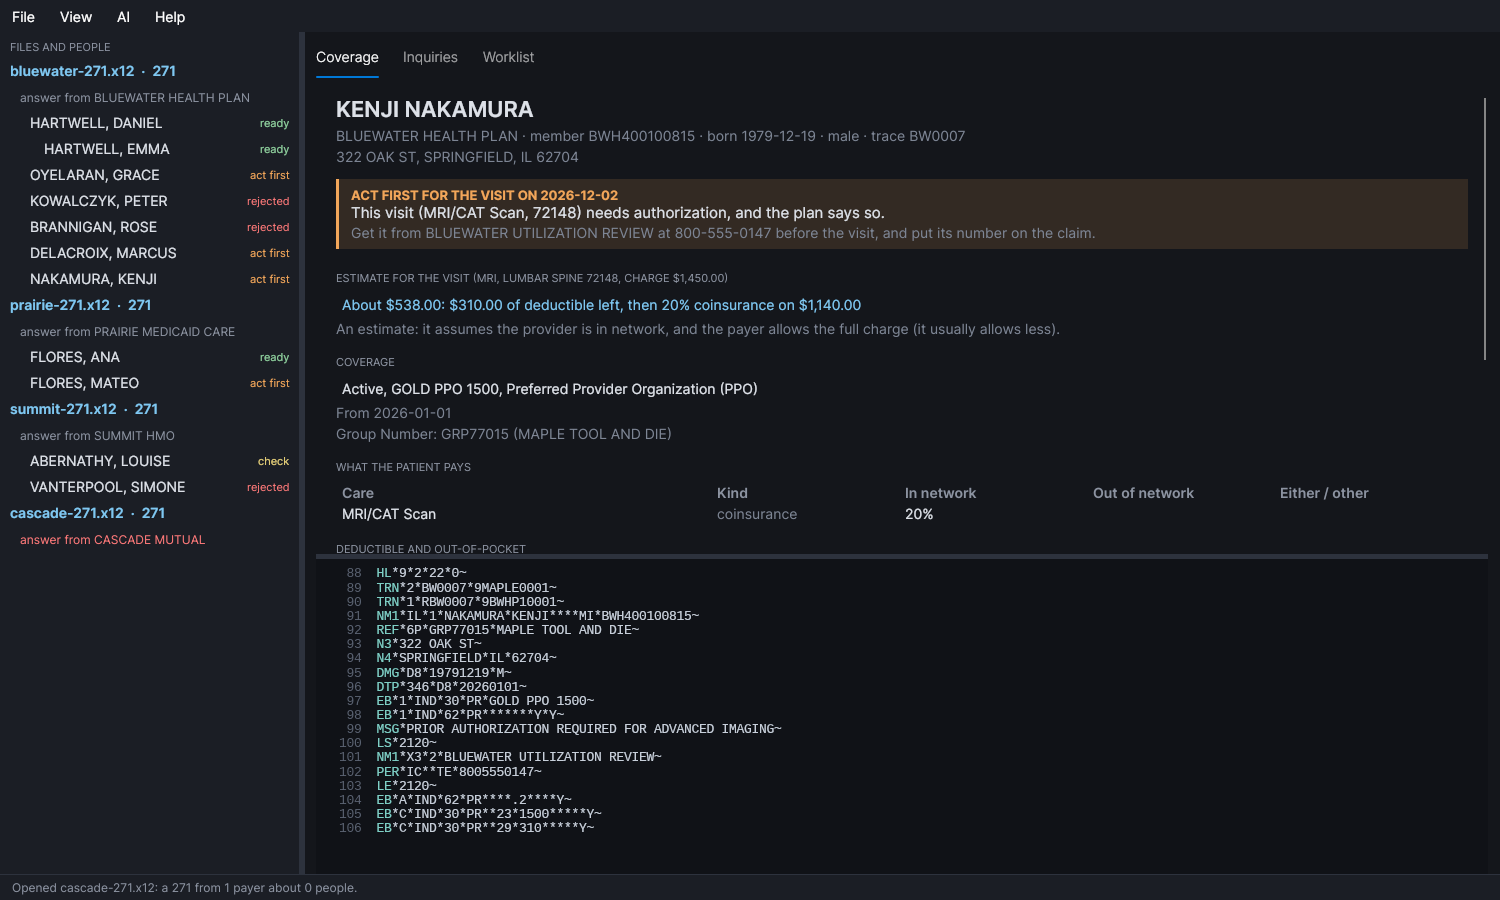 File View AI Help
FILES AND PEOPLE
bluewater-271.x12 · 271
answer from BLUEWATER HEALTH PLAN
HARTWELL, DANIEL ready
HARTWELL, EMMA ready
OYELARAN, GRACE act first
KOWALCZYK, PETER rejected
BRANNIGAN, ROSE rejected
DELACROIX, MARCUS act first
NAKAMURA, KENJI act first
prairie-271.x12 · 271
answer from PRAIRIE MEDICAID CARE
FLORES, ANA ready
FLORES, MATEO act first
summit-271.x12 · 271
answer from SUMMIT HMO
ABERNATHY, LOUISE check
VANTERPOOL, SIMONE rejected
cascade-271.x12 · 271
answer from CASCADE MUTUAL
Coverage Inquiries Worklist
KENJI NAKAMURA
BLUEWATER HEALTH PLAN · member BWH400100815 · born 1979-12-19 · male · trace BW0007
322 OAK ST, SPRINGFIELD, IL 62704
ACT FIRST FOR THE VISIT ON 2026-12-02
This visit (MRI/CAT Scan, 72148) needs authorization, and the plan says so.
Get it from BLUEWATER UTILIZATION REVIEW at 800-555-0147 before the visit, and put its number on the claim.
ESTIMATE FOR THE VISIT (MRI, LUMBAR SPINE 72148, CHARGE $1,450.00)
About $538.00: $310.00 of deductible left, then 20% coinsurance on $1,140.00
An estimate: it assumes the provider is in network, and the payer allows the full charge (it usually allows less).
COVERAGE
Active, GOLD PPO 1500, Preferred Provider Organization (PPO)
From 2026-01-01
Group Number: GRP77015 (MAPLE TOOL AND DIE)
WHAT THE PATIENT PAYS
Care Kind In network Out of network Either / other
MRI/CAT Scan coinsurance 20%
DEDUCTIBLE AND OUT-OF-POCKET
88 HL*9*2*22*0~
89 TRN*2*BW0007*9MAPLE0001~
90 TRN*1*RBW0007*9BWHP10001~
91 NM1*IL*1*NAKAMURA*KENJI****MI*BWH400100815~
92 REF*6P*GRP77015*MAPLE TOOL AND DIE~
93 N3*322 OAK ST~
94 N4*SPRINGFIELD*IL*62704~
95 DMG*D8*19791219*M~
96 DTP*346*D8*20260101~
97 EB*1*IND*30*PR*GOLD PPO 1500~
98 EB*1*IND*62*PR*******Y*Y~
99 MSG*PRIOR AUTHORIZATION REQUIRED FOR ADVANCED IMAGING~
100 LS*2120~
101 NM1*X3*2*BLUEWATER UTILIZATION REVIEW~
102 PER*IC**TE*8005550147~
103 LE*2120~
104 EB*A*IND*62*PR****.2****Y~
105 EB*C*IND*30*PR**23*1500*****Y~
106 EB*C*IND*30*PR**29*310*****Y~
Opened cascade-271.x12: a 271 from 1 payer about 0 people.